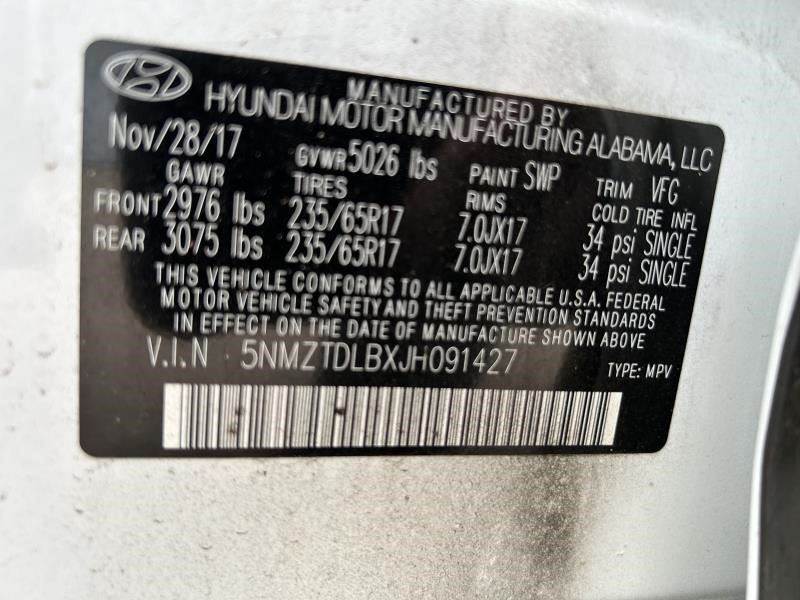 MANUFACTURED BY
HYUNDAI MOTOR MANUFACTURING ALABAMA, LLC
Nov/28/17 GVWR 5026 lbs PAINT SWP TRIM VFG
GAWR TIRES RIMS COLD TIRE INFL
FRONT 2976 lbs 235/65R17 7.0JX17 34 psi SINGLE
REAR 3075 lbs 235/65R17 7.0JX17 34 psi SINGLE
THIS VEHICLE CONFORMS TO ALL APPLICABLE U.S.A. FEDERAL
MOTOR VEHICLE SAFETY AND THEFT PREVENTION STANDARDS
IN EFFECT ON THE DATE OF MANUFACTURE SHOWN ABOVE
V.I.N 5NMZTDLBXJH091427 TYPE: MPV